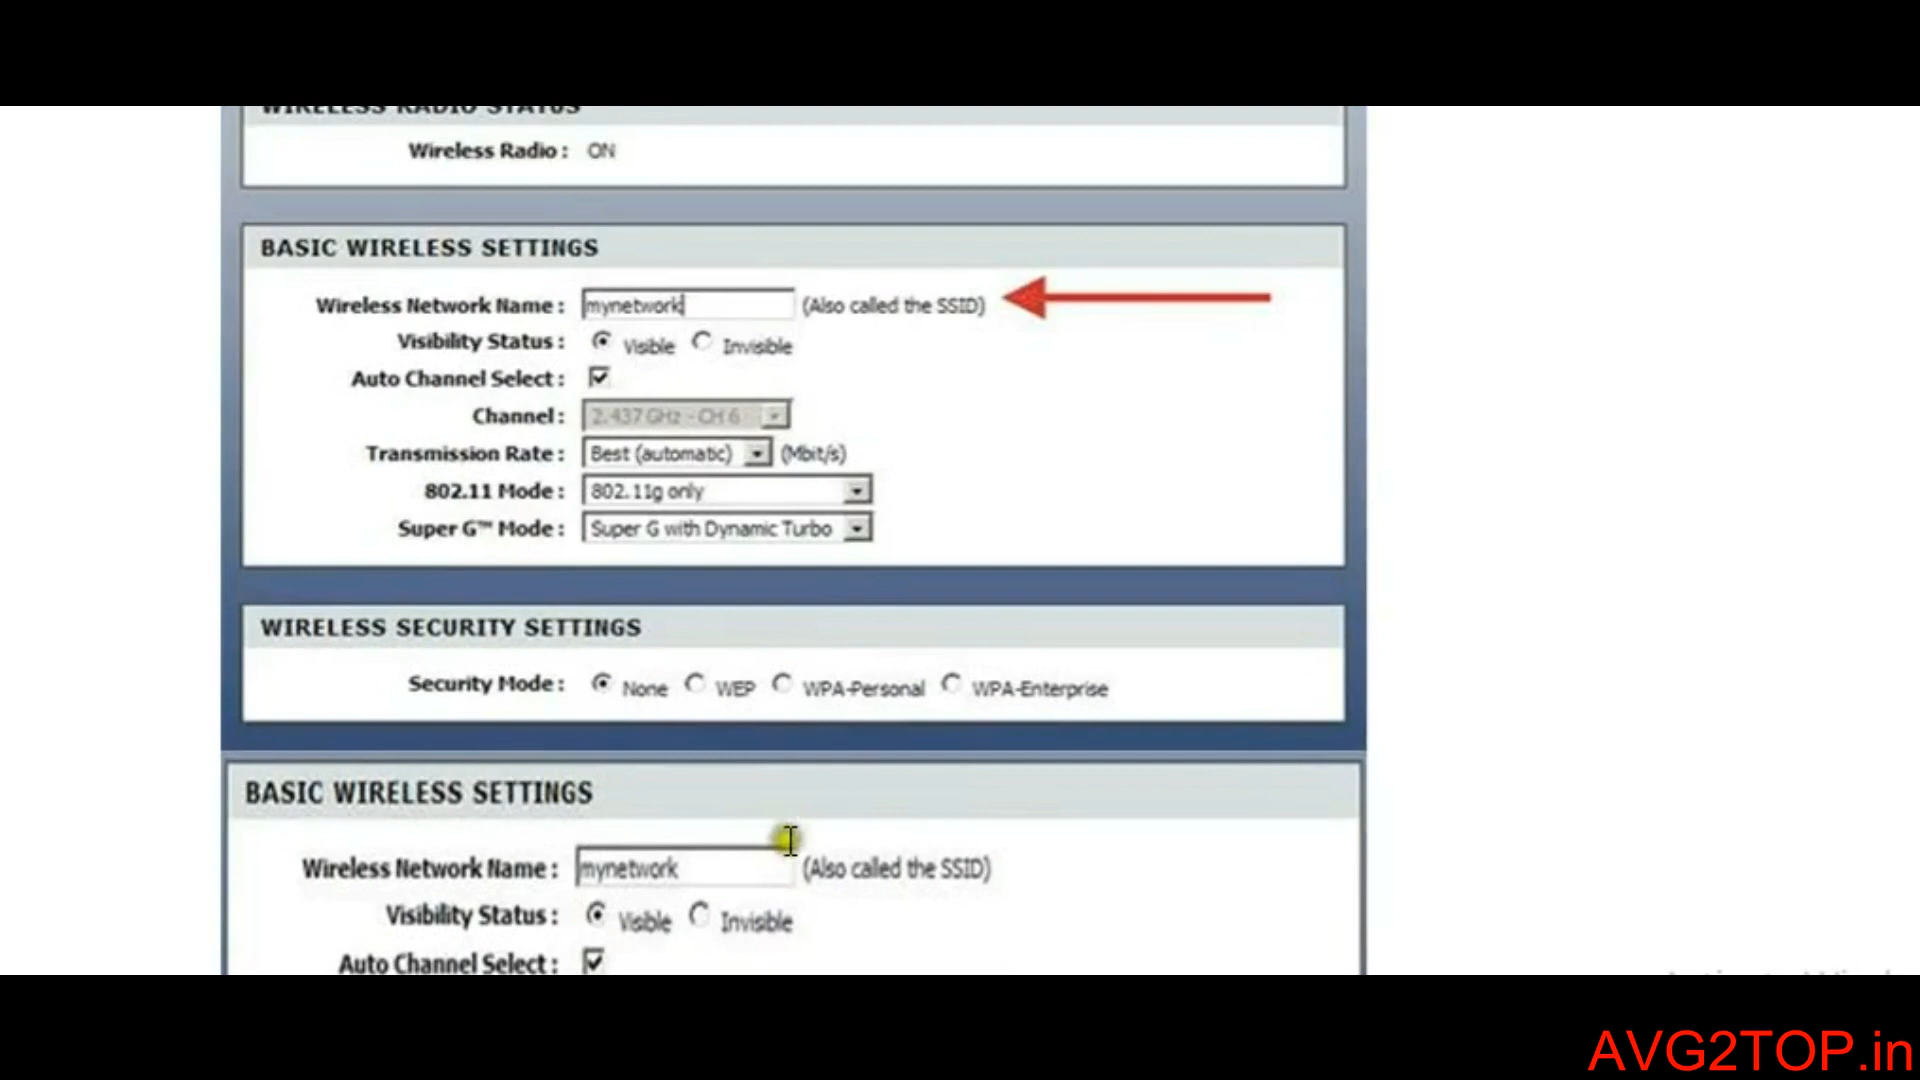 WIRELESS RADIO STATUS
Wireless Radio : ON
BASIC WIRELESS SETTINGS
Wireless Network Name : mynetwork (Also called the SSID)
Visibility Status : Visible Invisible
Auto Channel Select :
Channel : 2.437 GHz - CH 6
Transmission Rate : Best (automatic) (Mbit/s)
802.11 Mode : 802.11g only
Super G™ Mode : Super G with Dynamic Turbo
WIRELESS SECURITY SETTINGS
Security Mode : None WEP WPA-Personal WPA-Enterprise
BASIC WIRELESS SETTINGS
Wireless Network Name : mynetwork (Also called the SSID)
Visibility Status : Visible Invisible
Auto Channel Select :
AVG2TOP.in